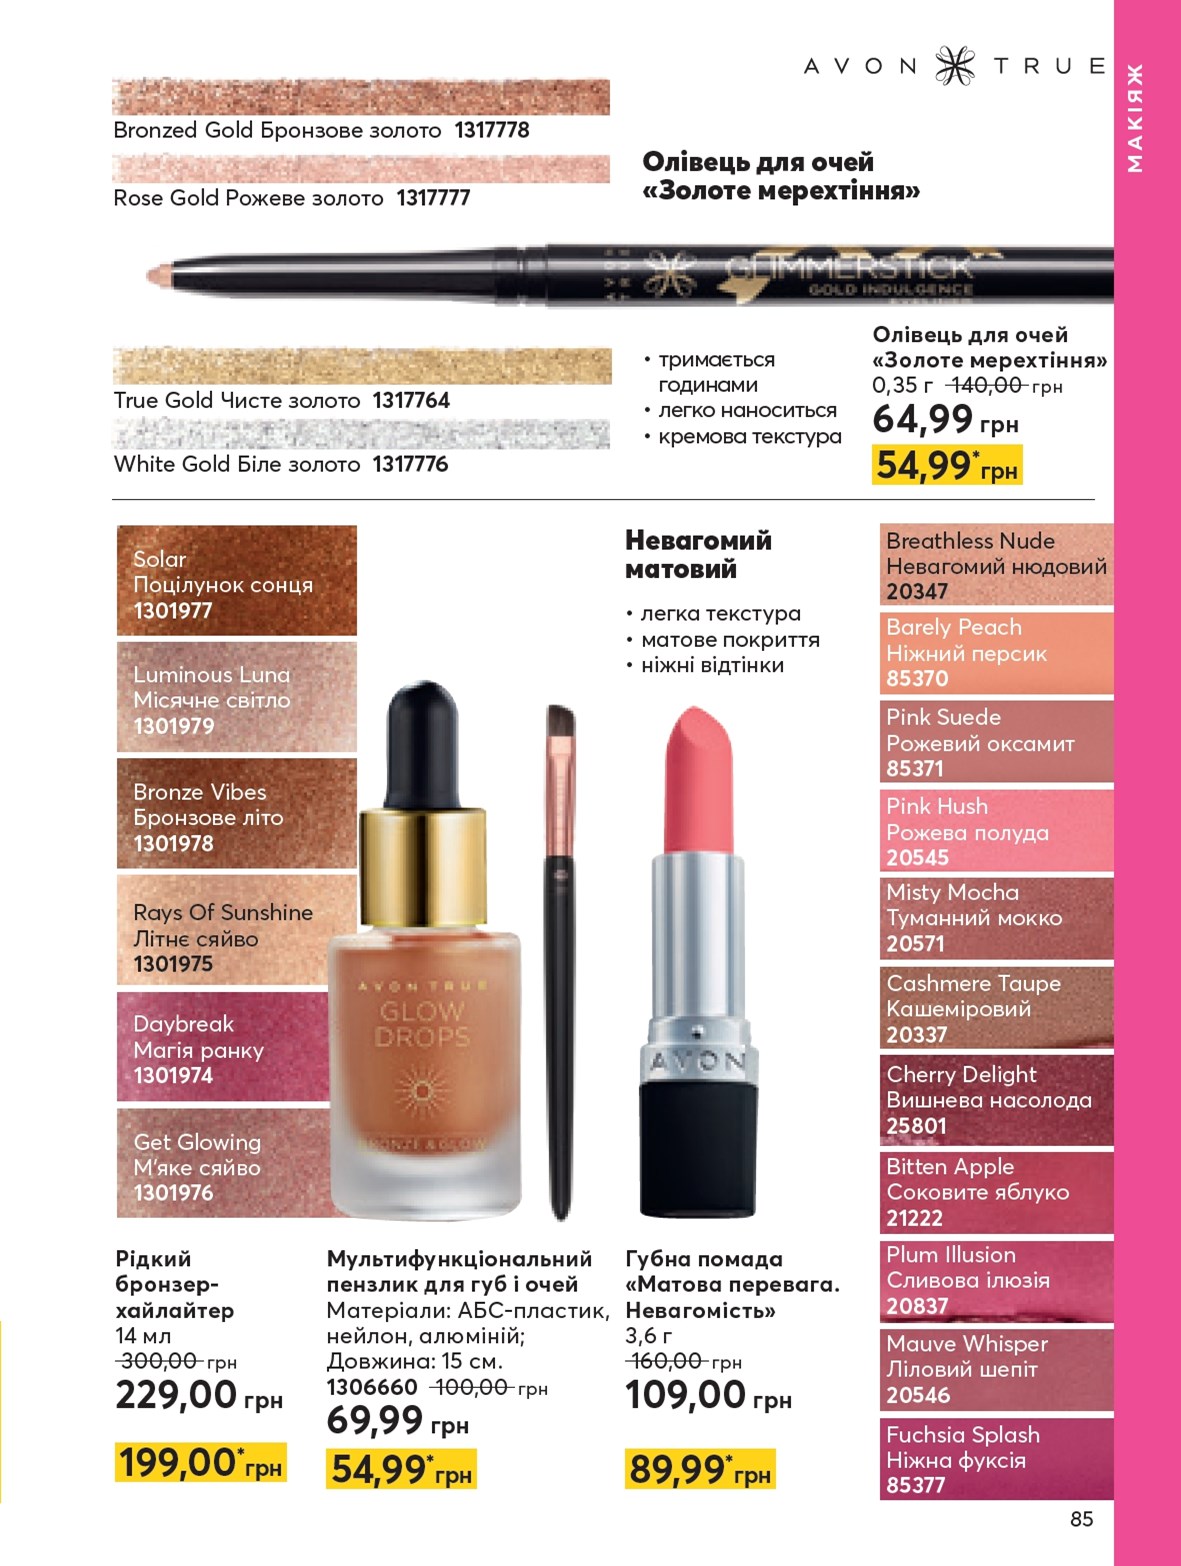 AVON TRUE
МАКІЯЖ
Bronzed Gold Бронзове золото 1317778
Rose Gold Рожеве золото 1317777
Олівець для очей
«Золоте мерехтіння»
AVON TRUE
GLIMMERSTICK
GOLD INDULGENCE
EYELINER
True Gold Чисте золото 1317764
White Gold Біле золото 1317776
• тримається
годинами
• легко наноситься
• кремова текстура
Олівець для очей
«Золоте мерехтіння»
0,35 г 140,00 грн
64,99 грн
54,99* грн
Solar
Поцілунок сонця
1301977
Luminous Luna
Місячне світло
1301979
Bronze Vibes
Бронзове літо
1301978
Rays Of Sunshine
Літнє сяйво
1301975
Daybreak
Магія ранку
1301974
Get Glowing
М’яке сяйво
1301976
AVON TRUE
GLOW
DROPS
BRONZE & GLOW
Невагомий
матовий
• легка текстура
• матове покриття
• ніжні відтінки
AVON
Breathless Nude
Невагомий нюдовий
20347
Barely Peach
Ніжний персик
85370
Pink Suede
Рожевий оксамит
85371
Pink Hush
Рожева полуда
20545
Misty Mocha
Туманний мокко
20571
Cashmere Taupe
Кашеміровий
20337
Cherry Delight
Вишнева насолода
25801
Bitten Apple
Соковите яблуко
21222
Plum Illusion
Сливова ілюзія
20837
Mauve Whisper
Ліловий шепіт
20546
Fuchsia Splash
Ніжна фуксія
85377
Рідкий
бронзер-
хайлайтер
14 мл
300,00 грн
229,00 грн
199,00* грн
Мультифункціональний
пензлик для губ і очей
Матеріали: АБС-пластик,
нейлон, алюміній;
Довжина: 15 см.
1306660 100,00 грн
69,99 грн
54,99* грн
Губна помада
«Матова перевага.
Невагомість»
3,6 г
160,00 грн
109,00 грн
89,99* грн
85